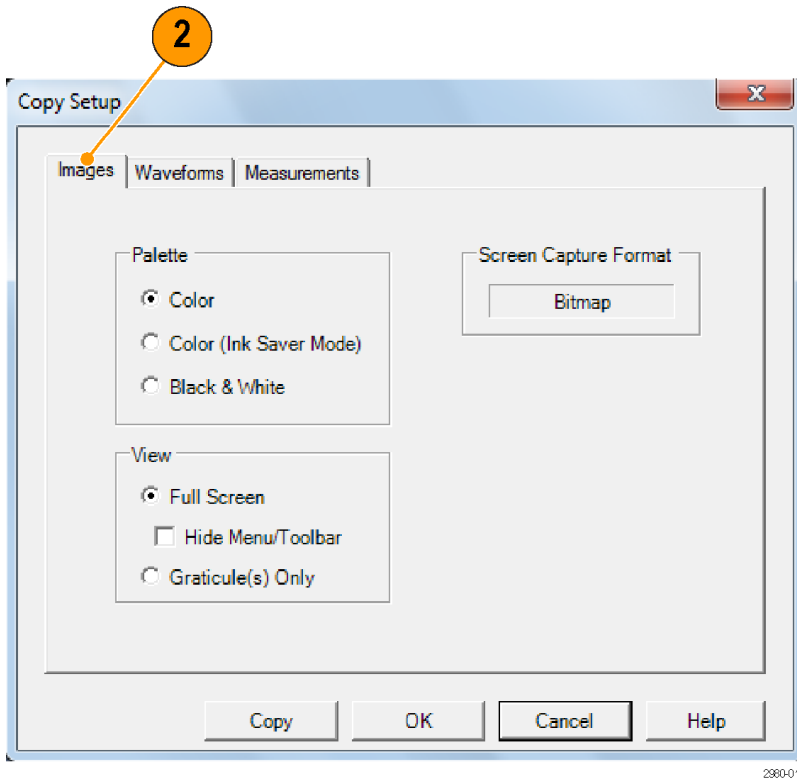 2
Copy Setup
Images Waveforms Measurements
Palette
Color
Color (Ink Saver Mode)
Black & White
Screen Capture Format
Bitmap
View
Full Screen
Hide Menu/Toolbar
Graticule(s) Only
Copy OK Cancel Help